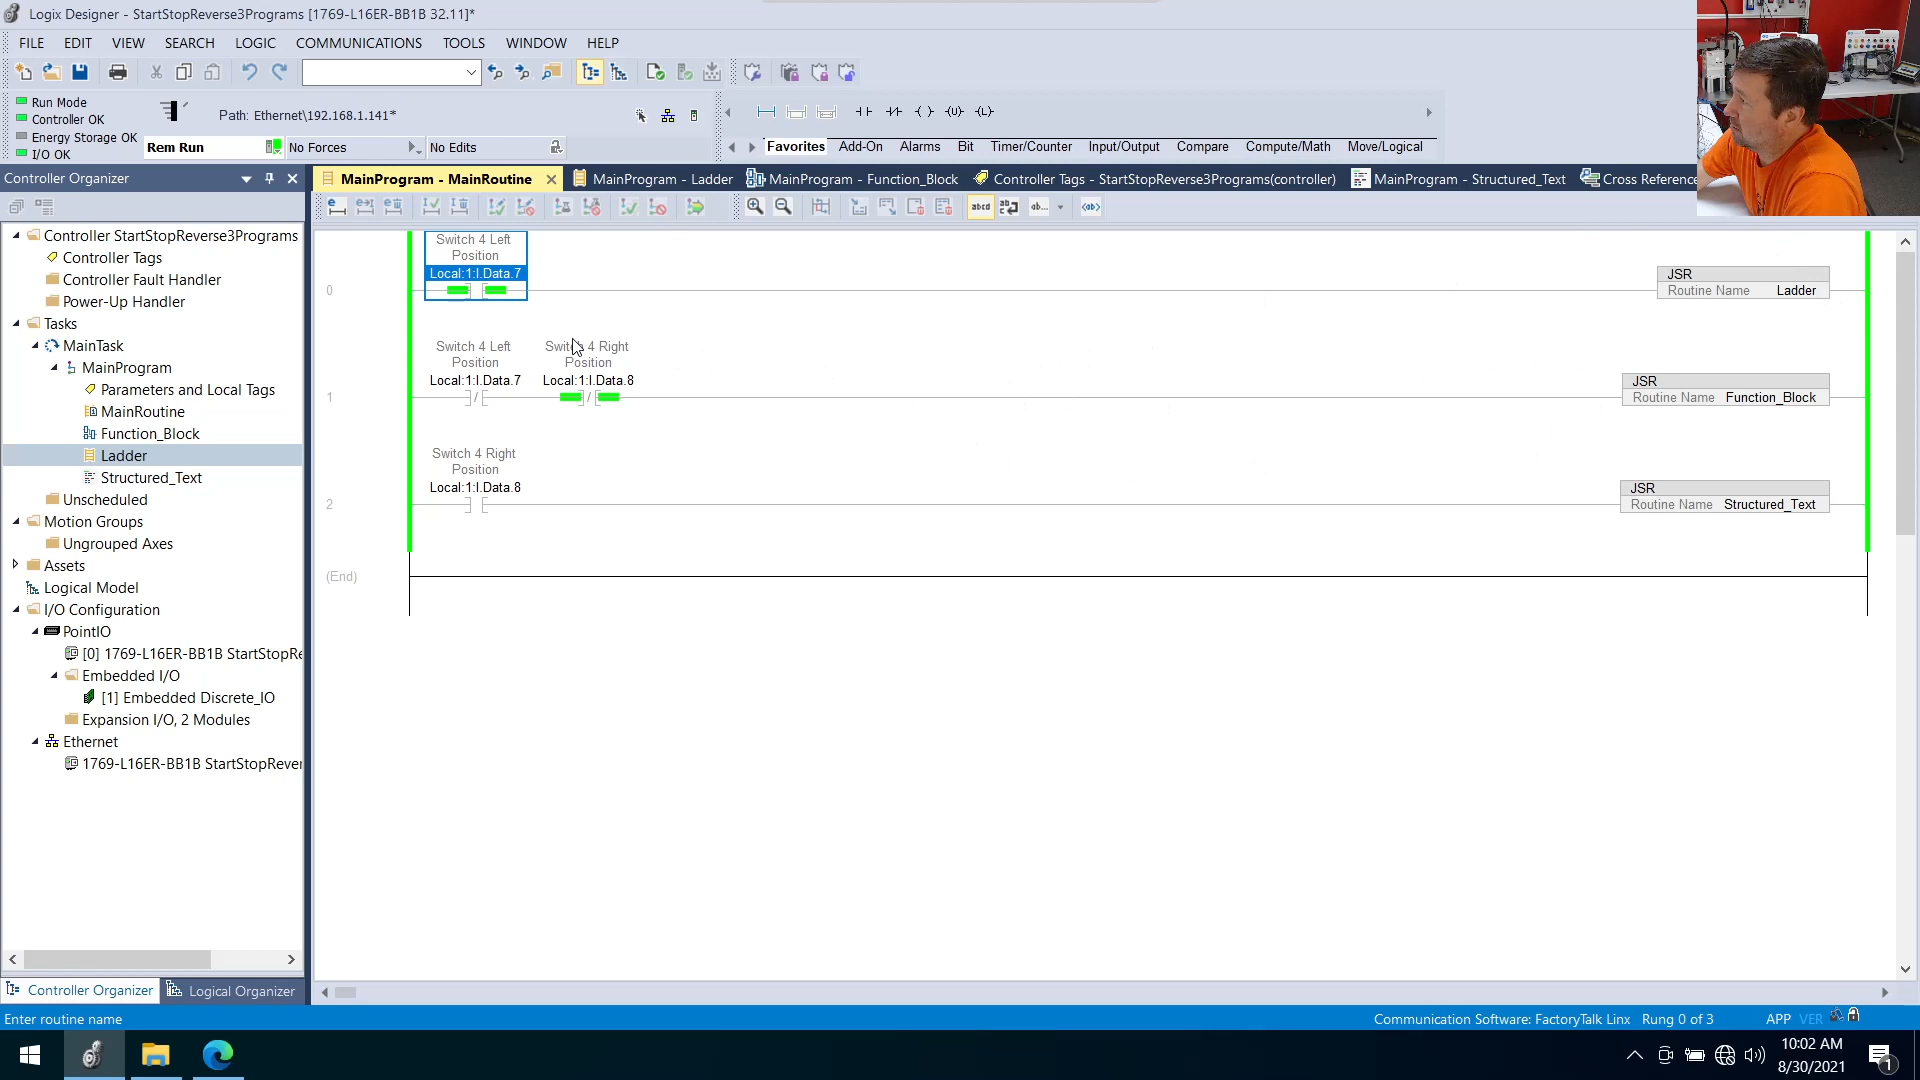 Logix Designer - StartStopReverse3Programs [1769-L16ER-BB1B 32.11]*
FILE EDIT VIEW SEARCH LOGIC COMMUNICATIONS TOOLS WINDOW HELP
Run Mode
Controller OK
Energy Storage OK
I/O OK
Path: Ethernet\192.168.1.141*
Rem Run No Forces No Edits
Favorites Add-On Alarms Bit Timer/Counter Input/Output Compare Compute/Math Move/Logical
Controller Organizer
MainProgram - MainRoutine MainProgram - Ladder MainProgram - Function_Block Controller Tags - StartStopReverse3Programs(controller) MainProgram - Structured_Text Cross Reference
Controller StartStopReverse3Programs
Controller Tags
Controller Fault Handler
Power-Up Handler
Tasks
MainTask
MainProgram
Parameters and Local Tags
MainRoutine
Function_Block
Ladder
Structured_Text
Unscheduled
Motion Groups
Ungrouped Axes
Assets
Logical Model
I/O Configuration
PointIO
[0] 1769-L16ER-BB1B StartStopRe
Embedded I/O
[1] Embedded Discrete_IO
Expansion I/O, 2 Modules
Ethernet
1769-L16ER-BB1B StartStopRever
Controller Organizer Logical Organizer
abcd
ab...
Switch 4 Left
Position
Local:1:I.Data.7
0
JSR
Routine Name Ladder
Switch 4 Left
Position
Local:1:I.Data.7
Switch 4 Right
Position
Local:1:I.Data.8
1
JSR
Routine Name Function_Block
Switch 4 Right
Position
Local:1:I.Data.8
2
JSR
Routine Name Structured_Text
(End)
Enter routine name
Communication Software: FactoryTalk Linx Rung 0 of 3 APP VER
10:02 AM
8/30/2021
1